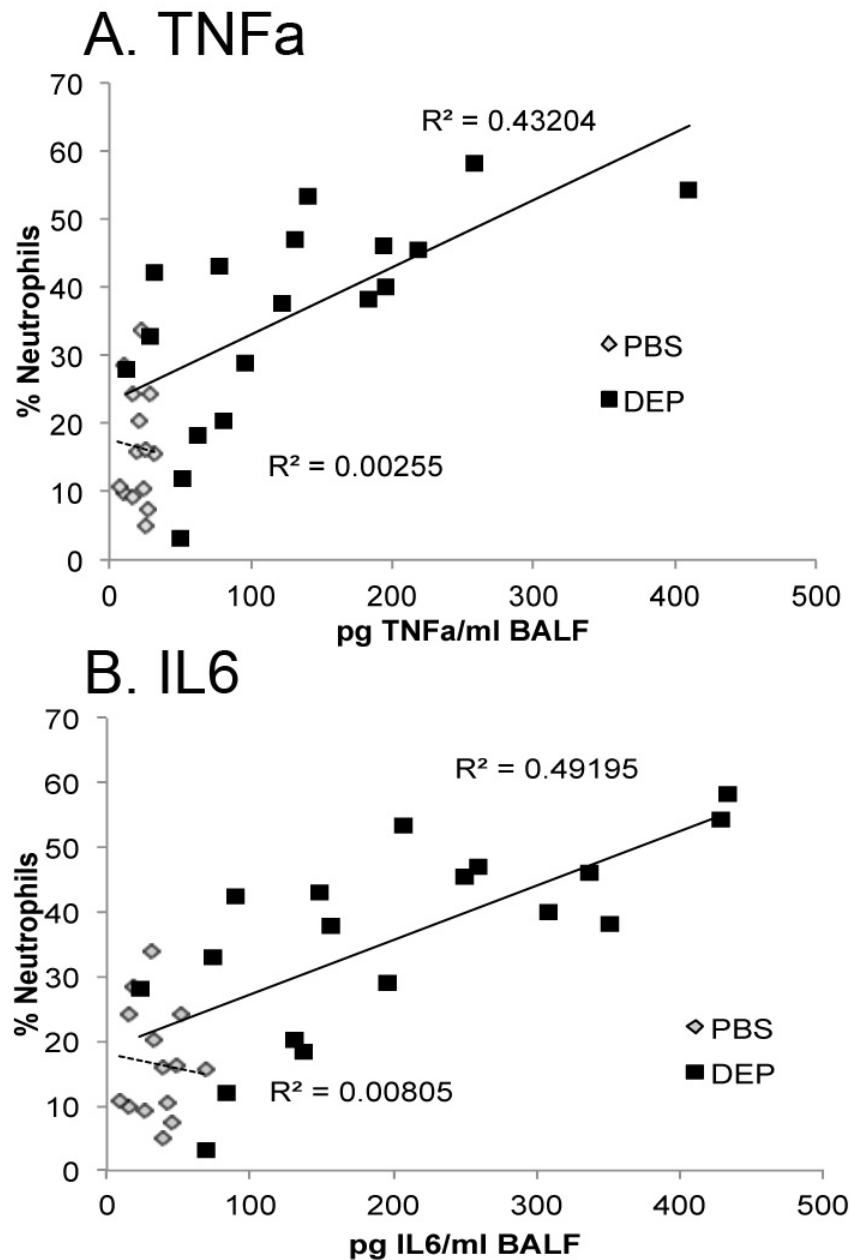 A. TNFa
70
60
50
40
30
20
10
0
% Neutrophils
R² = 0.43204
PBS
DEP
R² = 0.00255
0 100 200 300 400 500
pg TNFa/ml BALF
B. IL6
70
60
50
40
30
20
10
0
% Neutrophils
R² = 0.49195
PBS
DEP
R² = 0.00805
0 100 200 300 400 500
pg IL6/ml BALF